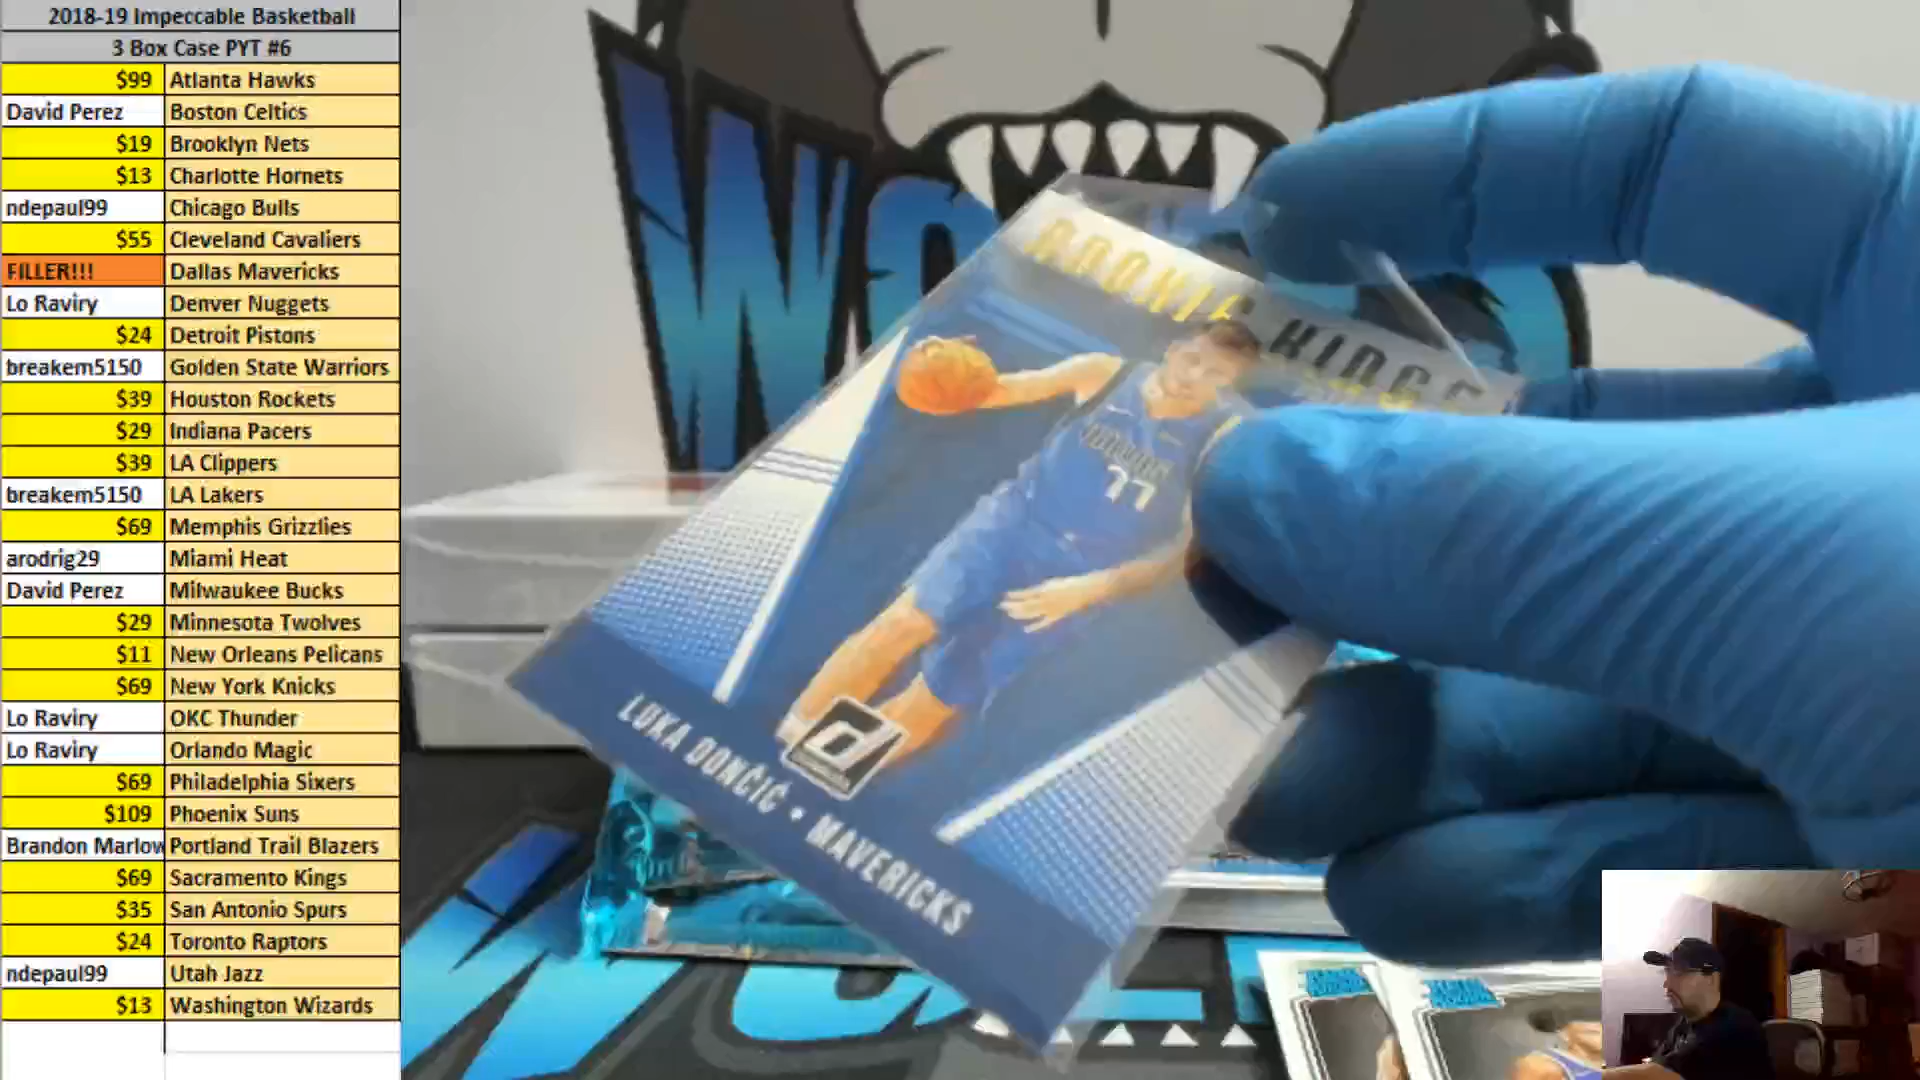 2018-19 Impeccable Basketball
3 Box Case PYT #6
$99 Atlanta Hawks
David Perez Boston Celtics
$19 Brooklyn Nets
$13 Charlotte Hornets
ndepaul99 Chicago Bulls
$55 Cleveland Cavaliers
FILLER!!! Dallas Mavericks
Lo Raviry Denver Nuggets
$24 Detroit Pistons
breakem5150 Golden State Warriors
$39 Houston Rockets
$29 Indiana Pacers
$39 LA Clippers
breakem5150 LA Lakers
$69 Memphis Grizzlies
arodrig29 Miami Heat
David Perez Milwaukee Bucks
$29 Minnesota Twolves
$11 New Orleans Pelicans
$69 New York Knicks
Lo Raviry OKC Thunder
Lo Raviry Orlando Magic
$69 Philadelphia Sixers
$109 Phoenix Suns
Brandon Marlow Portland Trail Blazers
$69 Sacramento Kings
$35 San Antonio Spurs
$24 Toronto Raptors
ndepaul99 Utah Jazz
$13 Washington Wizards
ROOKIE KINGS
77
LUKA DONČIĆ • MAVERICKS